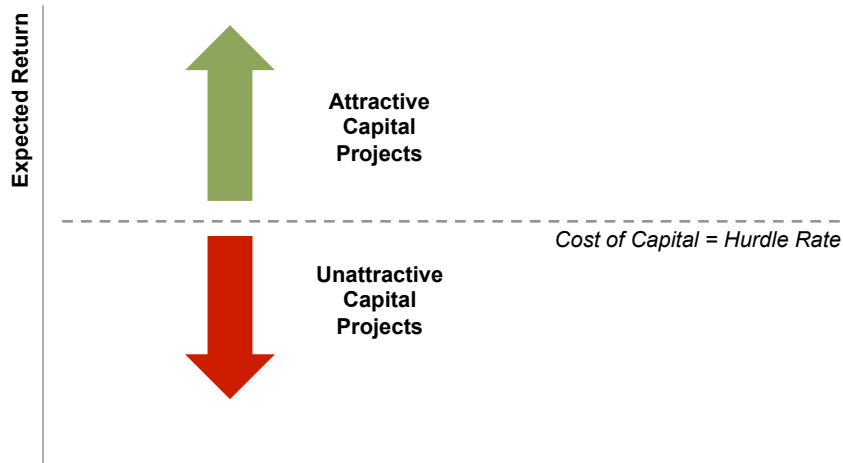 Expected Return
Attractive
Capital
Projects
Cost of Capital = Hurdle Rate
Unattractive
Capital
Projects